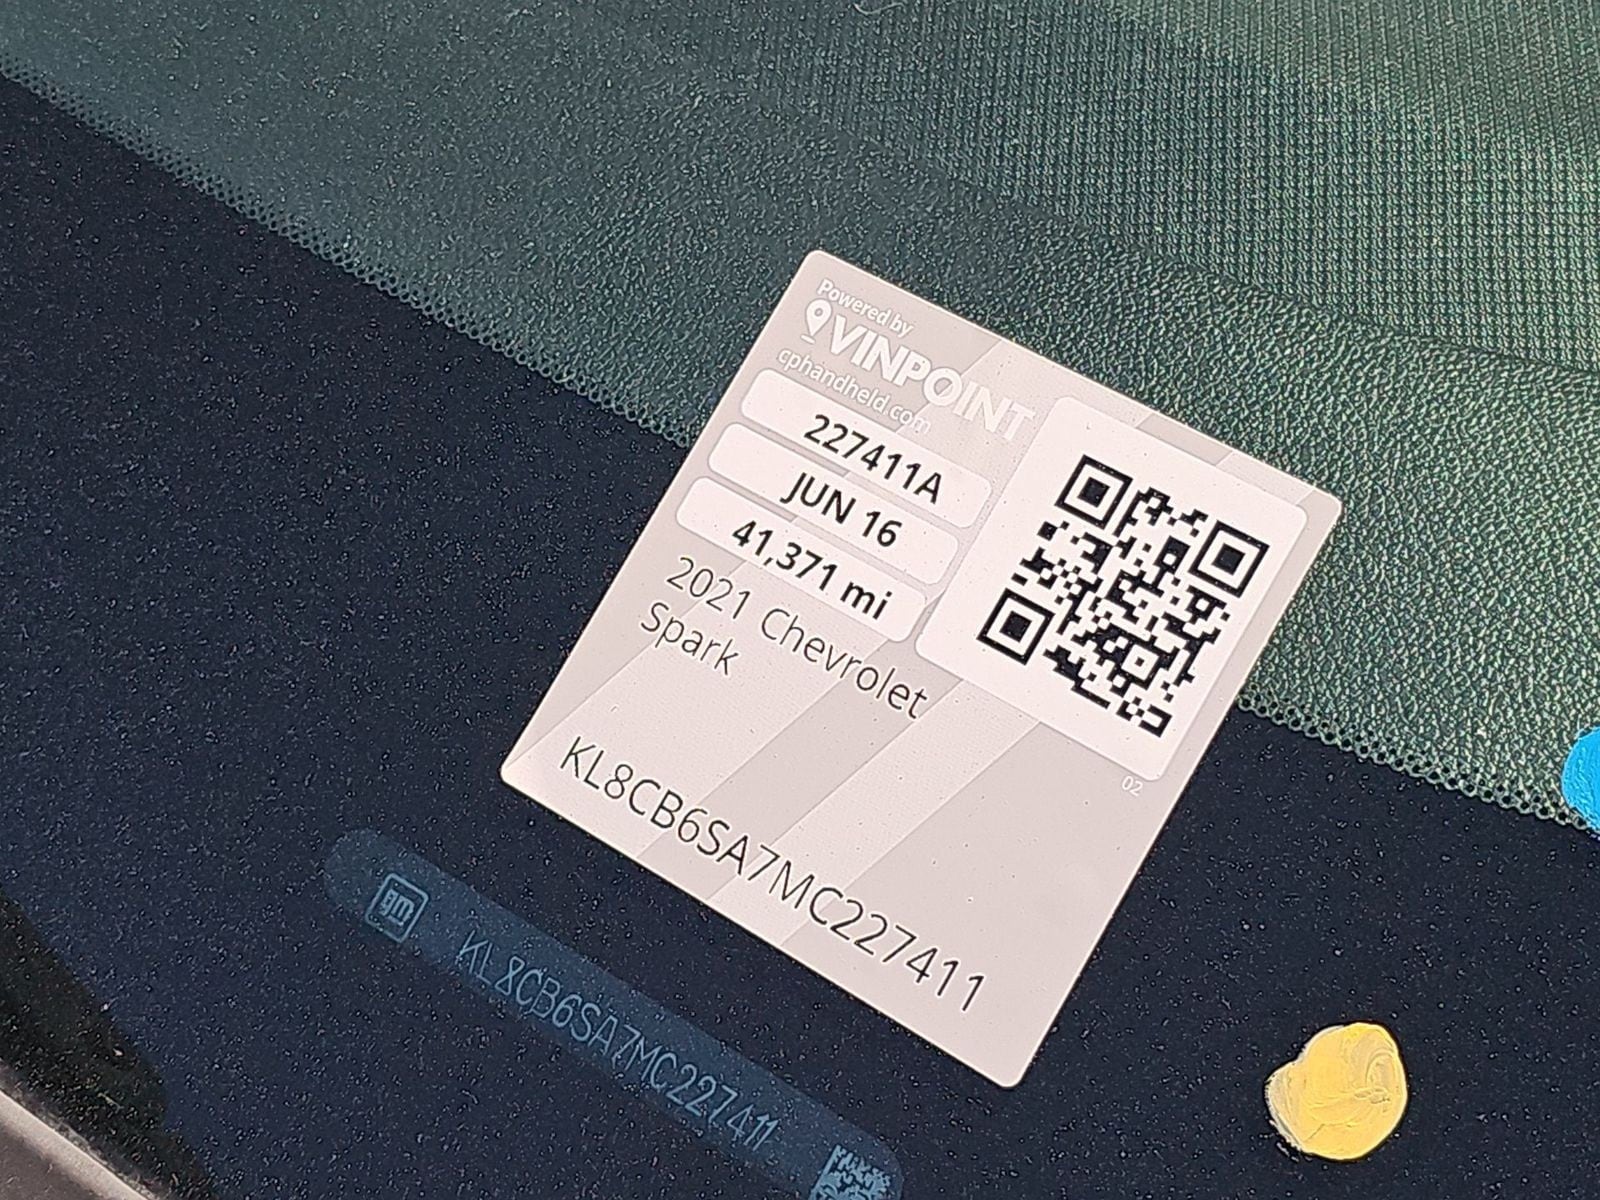 Powered by
VINPOINT
cphandheld.com
227411A
JUN 16
41,371 mi
2021 Chevrolet
Spark
02
KL8CB6SA7MC227411
gm
KL8CB6SA7MC227411